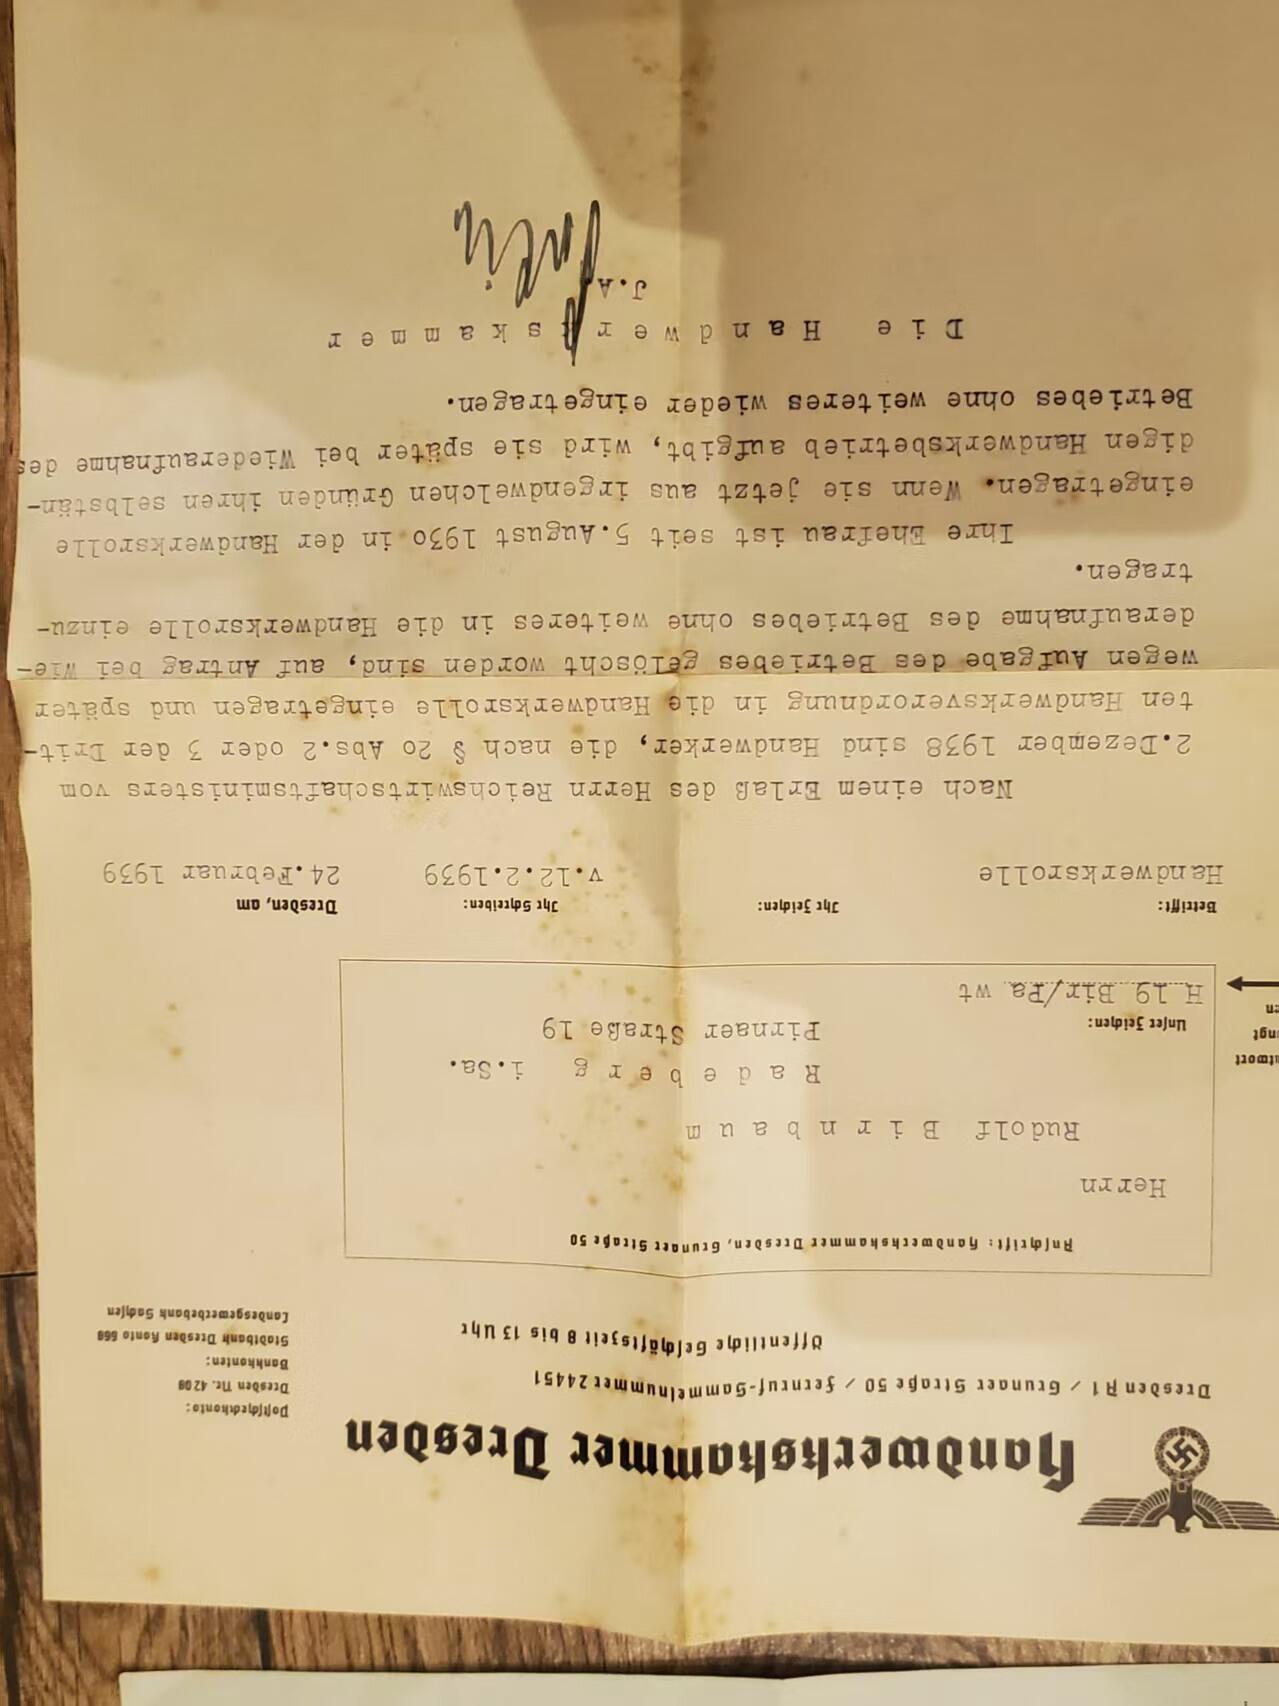 Handwerkskammer Dresden
Dresden A1 / Grunaer Straße 50 / Fernruf-Sammelnummer 24451
Öffentliche Geschäftszeit 8 bis 13 Uhr
Postscheckkonto:
Dresden Nr. 4208
Bankkonten:
Stadtbank Dresden Konto 668
Landesgewerbebank Sachsen
Anschrift: Handwerkskammer Dresden, Grunaer Straße 50
Herrn
Rudolf Birnbaum
Radeberg i.Sa.
Pirnaer Straße 19
Unser Zeichen:
H 19 Bir/Pa wt
Betrifft:
Ihr Zeichen:
Ihr Schreiben:
Dresden, am
Handwerksrolle
v.12.2.1939
24.Februar 1939
Nach einem Erlaß des Herrn Reichswirtschaftsministers vom
2.Dezember 1938 sind Handwerker, die nach § 2o Abs.2 oder 3 der Drit-
ten Handwerksverordnung in die Handwerksrolle eingetragen und später
wegen Aufgabe des Betriebes gelöscht worden sind, auf Antrag bei Wie-
deraufnahme des Betriebes ohne weiteres in die Handwerksrolle einzu-
tragen.
Ihre Ehefrau ist seit 5.August 193o in der Handwerksrolle
eingetragen. Wenn sie jetzt aus irgendwelchen Gründen ihren selbstän-
digen Handwerksbetrieb aufgibt, wird sie später bei Wiederaufnahme des
Betriebes ohne weiteres wieder eingetragen.
Die Handwerkskammer
J.A.